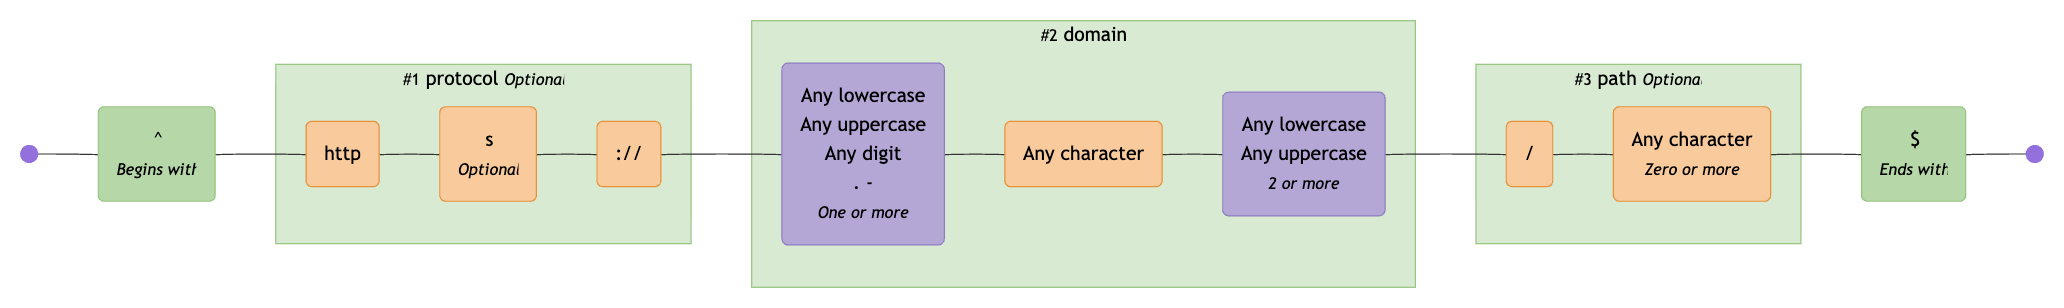 ^
Begins with
#1 protocol Optional
http
s
Optional
://
#2 domain
Any lowercase
Any uppercase
Any digit
. -
One or more
Any character
Any lowercase
Any uppercase
2 or more
#3 path Optional
/
Any character
Zero or more
$
Ends with